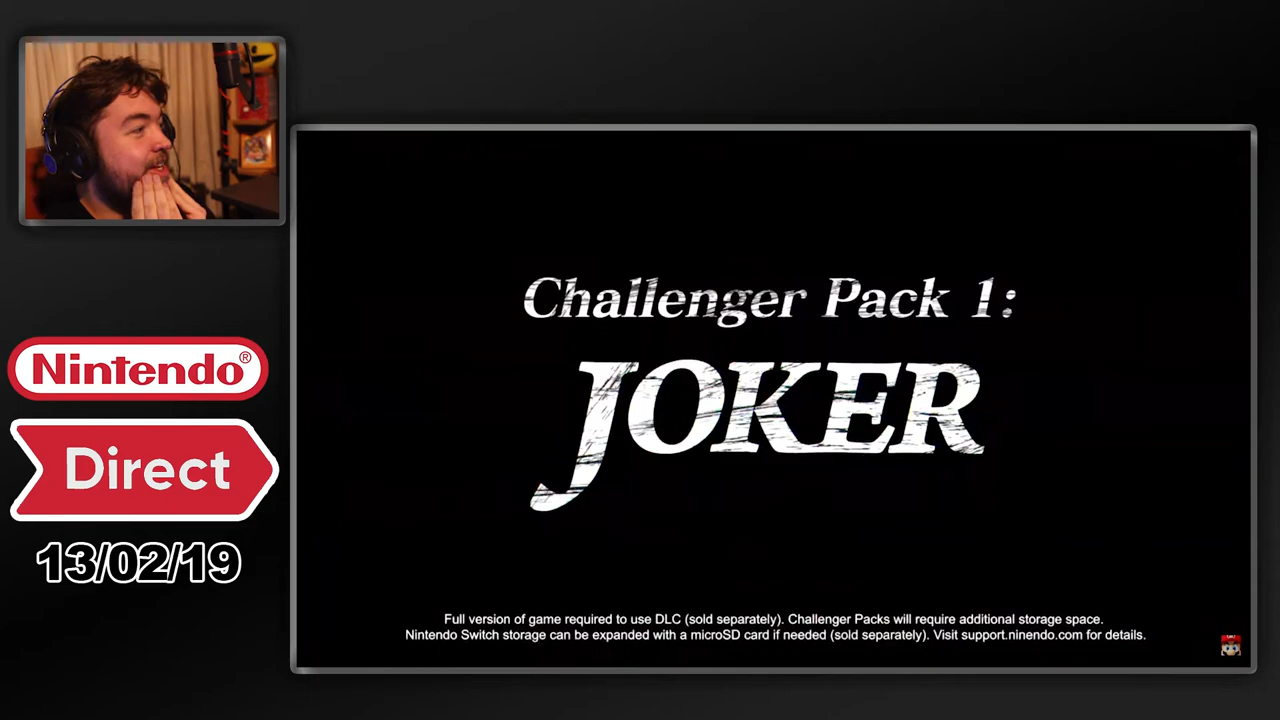 Challenger Pack 1:
JOKER
Nintendo®
Direct
13/02/19
Full version of game required to use DLC (sold separately). Challenger Packs will require additional storage space.
Nintendo Switch storage can be expanded with a microSD card if needed (sold separately). Visit support.ninendo.com for details.